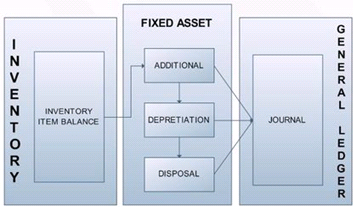 INVENTORY
INVENTORY
ITEM BALANCE
FIXED ASSET
ADDITIONAL
DEPRETIATION
DISPOSAL
JOURNAL
GENERAL LEDGER